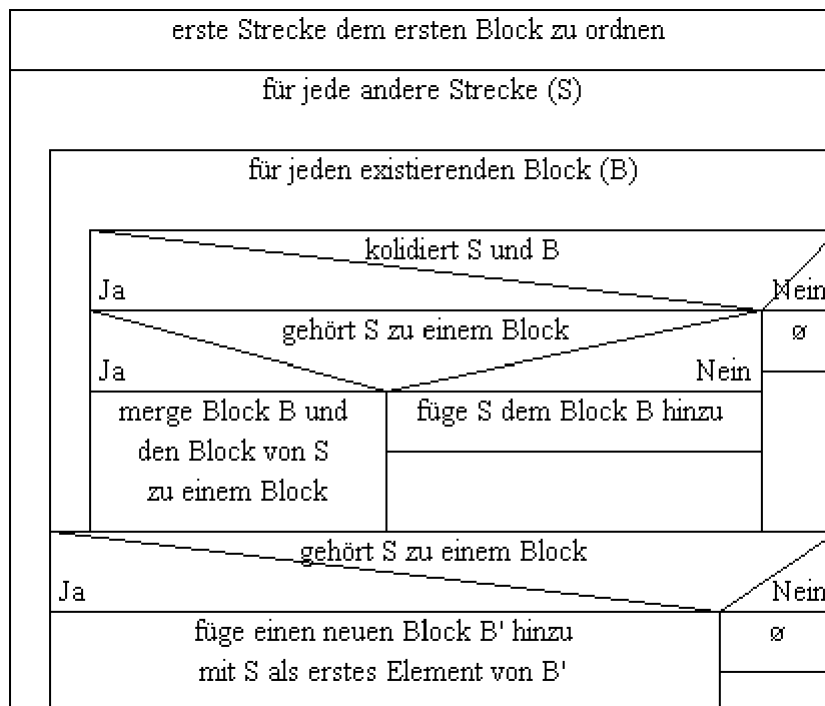 erste Strecke dem ersten Block zu ordnen
für jede andere Strecke (S)
für jeden existierenden Block (B)
kolidiert S und B
Ja
Nein
gehört S zu einem Block
ø
Ja
Nein
merge Block B und
den Block von S
zu einem Block
füge S dem Block B hinzu
gehört S zu einem Block
Ja
Nein
füge einen neuen Block B' hinzu
mit S als erstes Element von B'
ø